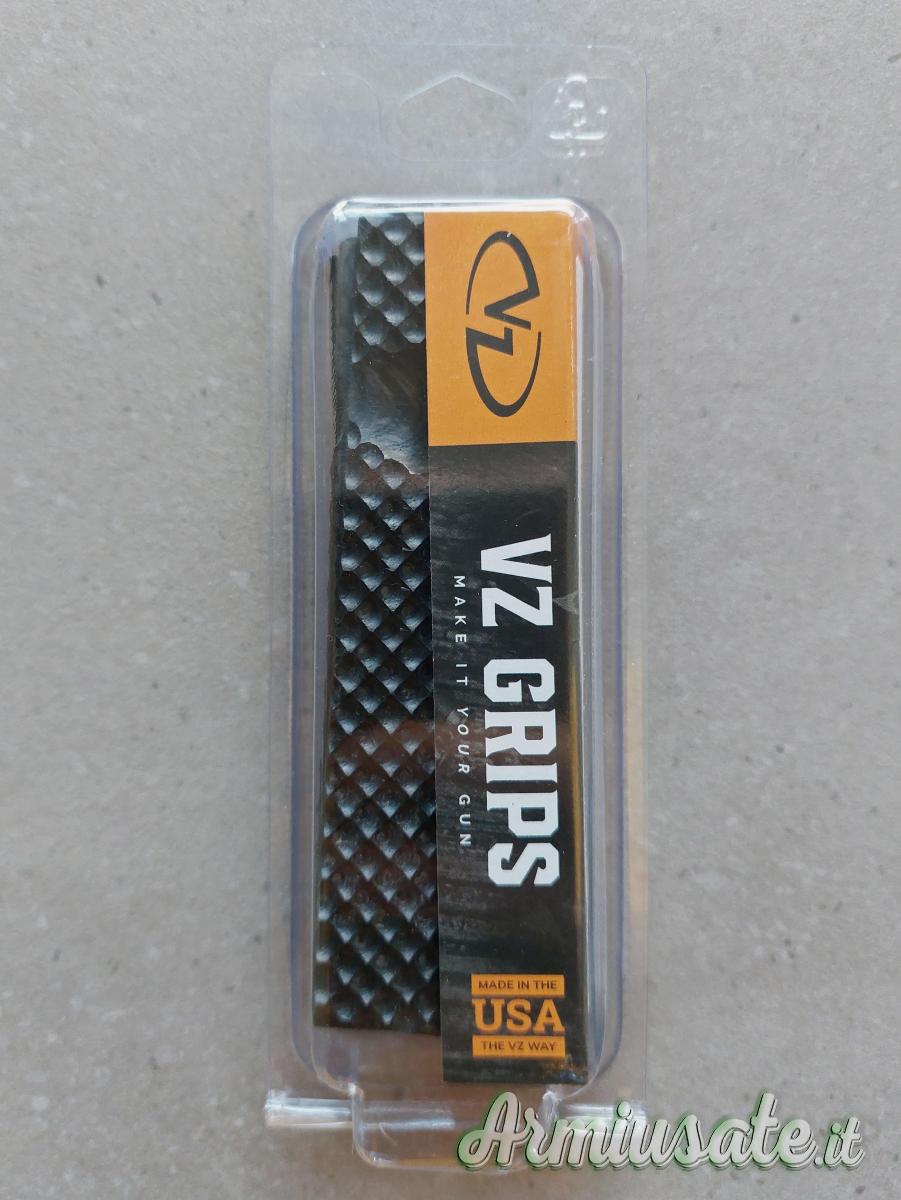 VZ
VZ GRIPS
MAKE IT YOUR GUN
MADE IN THE
USA
THE VZ WAY
Armiusate.it